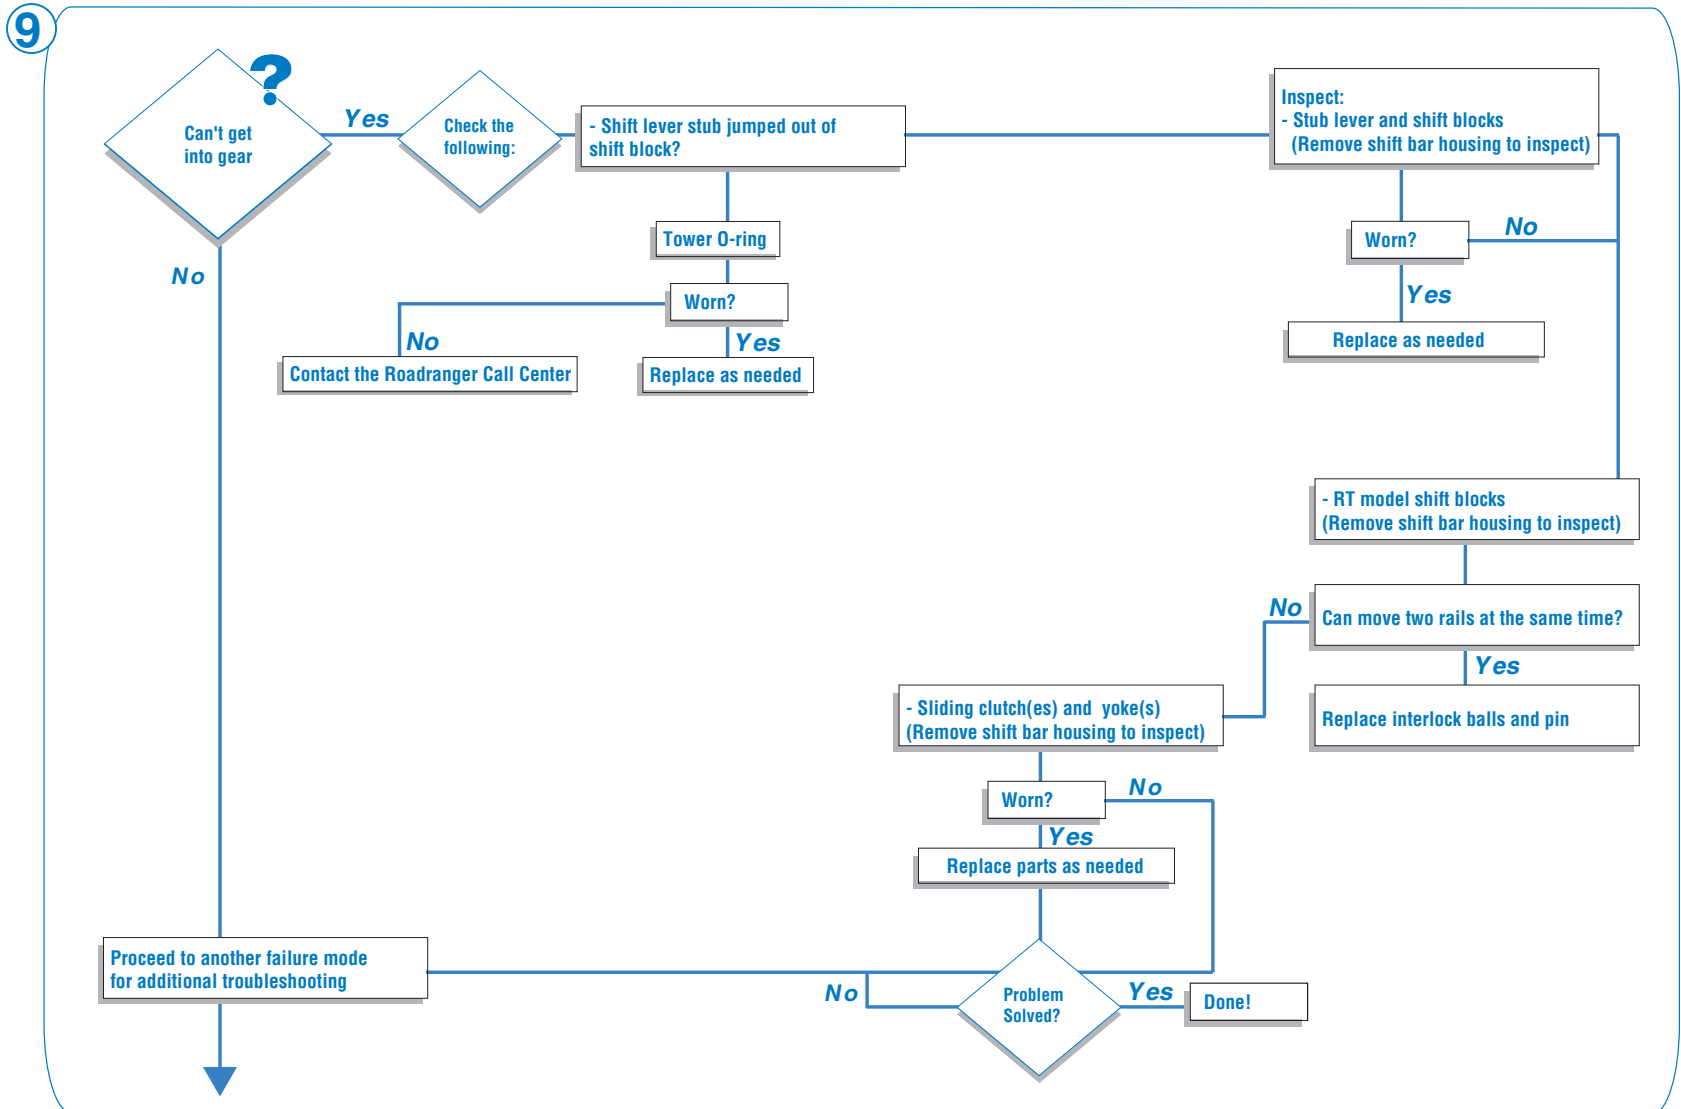 9
?
Can't get
into gear
Yes
Check the
following:
- Shift lever stub jumped out of
shift block?
Inspect:
- Stub lever and shift blocks
(Remove shift bar housing to inspect)
No
Tower O-ring
Worn?
No
Yes
Contact the Roadranger Call Center
Replace as needed
Worn?
No
Yes
Replace as needed
- RT model shift blocks
(Remove shift bar housing to inspect)
No
Can move two rails at the same time?
Yes
Replace interlock balls and pin
- Sliding clutch(es) and yoke(s)
(Remove shift bar housing to inspect)
Worn?
No
Yes
Replace parts as needed
Proceed to another failure mode
for additional troubleshooting
No
Problem
Solved?
Yes
Done!